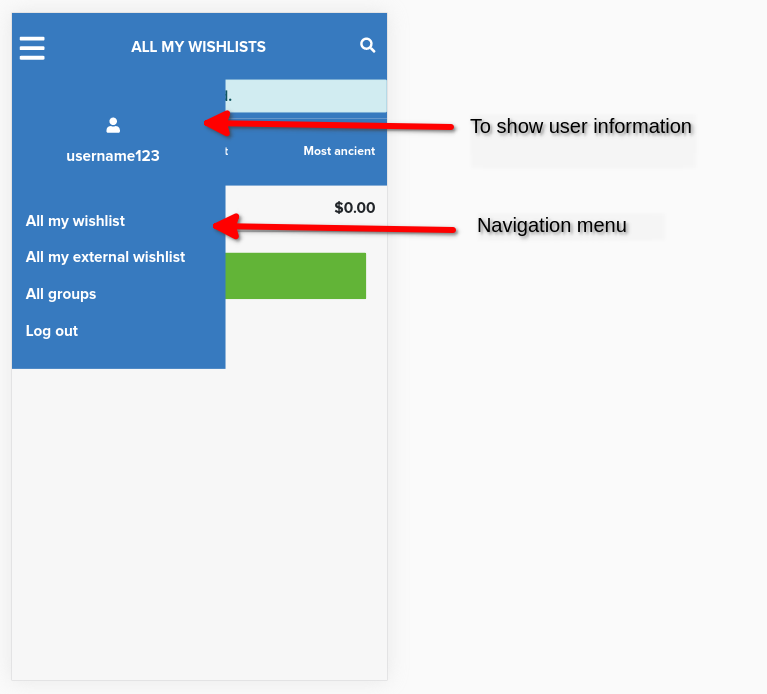 ALL MY WISHLISTS
To show user information
Most ancient
username123
$0.00
All my wishlist
Navigation menu
All my external wishlist
All groups
Log out